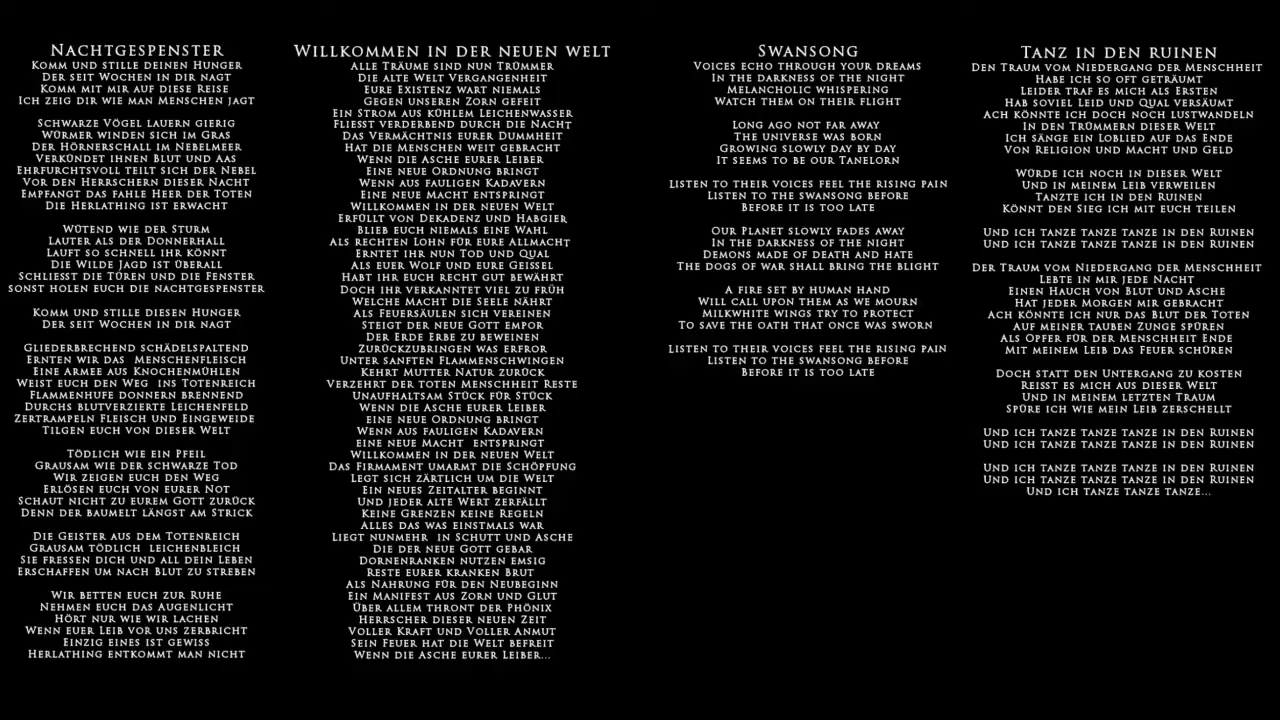 Nachtgespenster
Komm und stille deinen Hunger
Der seit Wochen in dir nagt
Komm mit mir auf diese Reise
Ich zeig dir wie man Menschen jagt
Schwarze Vögel lauern gierig
Würmer winden sich im Gras
Der Hörnerschall im Nebelmeer
Verkündet ihnen Blut und Aas
Ehrfurchtsvoll teilt sich der Nebel
Vor den Herrschern dieser Nacht
Empfangt das fahle Heer der Toten
Die Herlathing ist erwacht
Wütend wie der Sturm
Lauter als der Donnerhall
Lauft so schnell ihr könnt
Die Wilde Jagd ist überall
Schliesst die Türen und die Fenster
sonst holen euch die nachtgespenster
Komm und stille diesen Hunger
Der seit Wochen in dir nagt
Gliederbrechend schädelspaltend
Ernten wir das Menschenfleisch
Eine Armee aus Knochenmühlen
Weist euch den Weg ins Totenreich
Flammenhufe donnern brennend
Durchs blutverzierte Leichenfeld
Zertrampeln Fleisch und Eingeweide
Tilgen euch von dieser Welt
Tödlich wie ein Pfeil
Grausam wie der schwarze Tod
Wir zeigen euch den Weg
Erlösen euch von eurer Not
Schaut nicht zu eurem Gott zurück
Denn der baumelt längst am Strick
Die Geister aus dem Totenreich
Grausam tödlich leichenbleich
Sie fressen dich und all dein Leben
Erschaffen um nach Blut zu streben
Wir betten euch zur Ruhe
Nehmen euch das Augenlicht
Hört nur wie wir lachen
Wenn euer Leib vor uns zerbricht
Einzig eines ist gewiss
Herlathing entkommt man nicht
Willkommen in der neuen Welt
Alle Träume sind nun Trümmer
Die alte Welt Vergangenheit
Eure Existenz wart niemals
Gegen unseren Zorn gefeit
Ein Strom aus kühlem Leichenwasser
Fliesst verderbend durch die Nacht
Das Vermächtnis eurer Dummheit
Hat die Menschen weit gebracht
Wenn die Asche eurer Leiber
Eine neue Ordnung bringt
Wenn aus fauligen Kadavern
Eine neue Macht entspringt
Willkommen in der neuen Welt
Erfüllt von Dekadenz und Habgier
Blieb euch niemals eine Wahl
Als rechten Lohn für eure Allmacht
Erntet ihr nun Tod und Qual
Als euer Wolf und eure Geissel
Habt ihr euch recht gut bewährt
Doch ihr verkanntet viel zu früh
Welche Macht die Seele nährt
Als Feuersäulen sich vereinen
Steigt der neue Gott empor
Der Erde Erbe zu beweinen
Zurückzubringen was erfror
Unter sanften Flammenschwingen
Kehrt Mutter Natur zurück
Verzehrt der toten Menschheit Reste
Unaufhaltsam Stück für Stück
Wenn die Asche eurer Leiber
Eine neue Ordnung bringt
Wenn aus fauligen Kadavern
eine neue Macht entspringt
Willkommen in der neuen Welt
Das Firmament umarmt die Schöpfung
Legt sich zärtlich um die Welt
Ein neues Zeitalter beginnt
Und jeder alte Wert zerfällt
Keine Grenzen keine Regeln
Alles das was einstmals war
Liegt nunmehr in Schutt und Asche
Die der neue Gott gebar
Dornenranken nutzen emsig
Reste eurer kranken Brut
Als Nahrung für den Neubeginn
Ein Manifest aus Zorn und Glut
Über allem thront der Phönix
Herrscher dieser neuen Zeit
Voller Kraft und Voller Anmut
Sein Feuer hat die Welt befreit
Wenn die Asche eurer Leiber...
Swansong
Voices echo through your dreams
In the darkness of the night
Melancholic whispering
Watch them on their flight
Long ago not far away
The universe was born
Growing slowly day by day
It seems to be our Tanelorn
Listen to their voices feel the rising pain
Listen to the swansong before
Before it is too late
Our Planet slowly fades away
In the darkness of the night
Demons made of death and hate
The dogs of war shall bring the blight
A fire set by human hand
Will call upon them as we mourn
Milkwhite wings try to protect
To save the oath that once was sworn
Listen to their voices feel the rising pain
Listen to the swansong before
Before it is too late
Tanz in den ruinen
Den Traum vom Niedergang der Menschheit
Habe ich so oft geträumt
Leider traf es mich als Ersten
Hab soviel Leid und Qual versäumt
Ach könnte ich doch noch lustwandeln
In den Trümmern dieser Welt
Ich sänge ein Loblied auf das Ende
Von Religion und Macht und Geld
Würde ich noch in dieser Welt
Und in meinem Leib verweilen
Tanzte ich in den Ruinen
Könnt den Sieg ich mit euch teilen
Und ich tanze tanze tanze in den Ruinen
Und ich tanze tanze tanze in den Ruinen
Der Traum vom Niedergang der Menschheit
Lebte in mir jede Nacht
Einen Hauch von Blut und Asche
Hat jeder Morgen mir gebracht
Ach könnte ich nur das Blut der Toten
Auf meiner tauben Zunge spüren
Als Opfer für der Menschheit Ende
Mit meinem Leib das Feuer schüren
Doch statt den Untergang zu kosten
Reisst es mich aus dieser Welt
Und in meinem letzten Traum
Spüre ich wie mein Leib zerschellt
Und ich tanze tanze tanze in den Ruinen
Und ich tanze tanze tanze in den Ruinen
Und ich tanze tanze tanze in den Ruinen
Und ich tanze tanze tanze in den Ruinen
Und ich tanze tanze tanze...